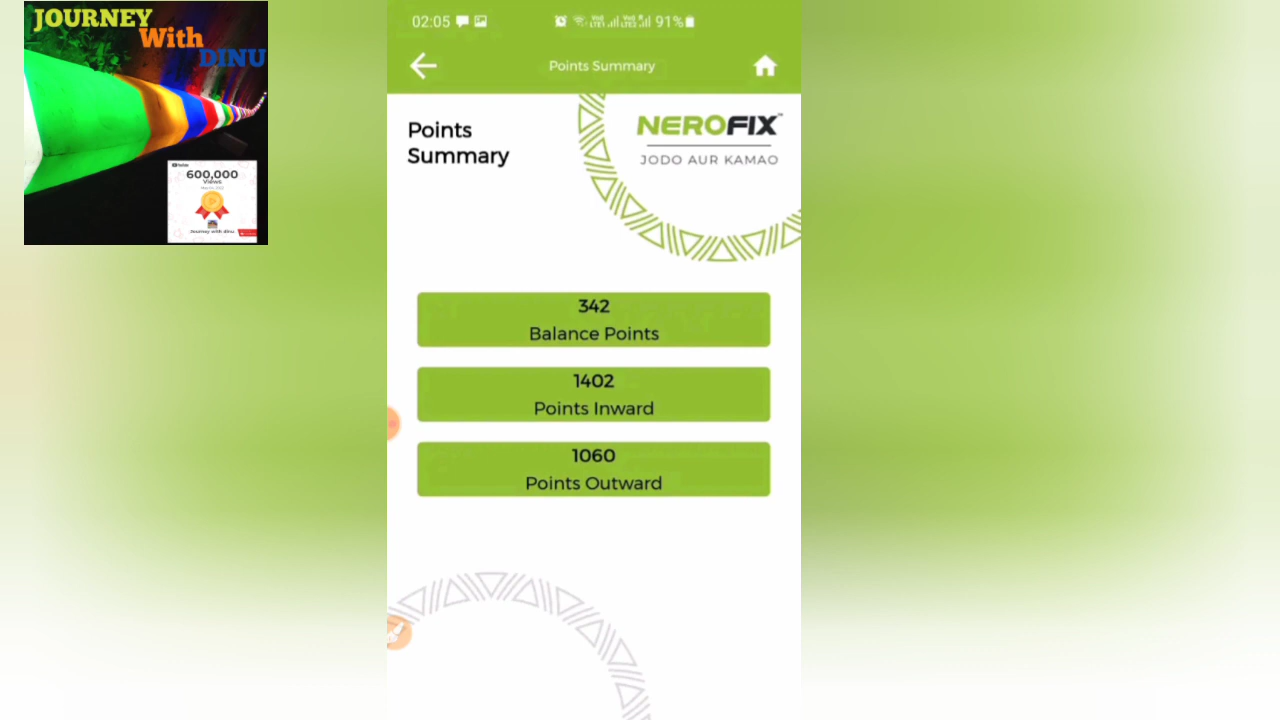 JOURNEY
With
DINU
600,000
Views
Journey with dinu
02:05
91%
Points Summary
Points
Summary
NEROFIX™
JODO AUR KAMAO
342
Balance Points
1402
Points Inward
1060
Points Outward